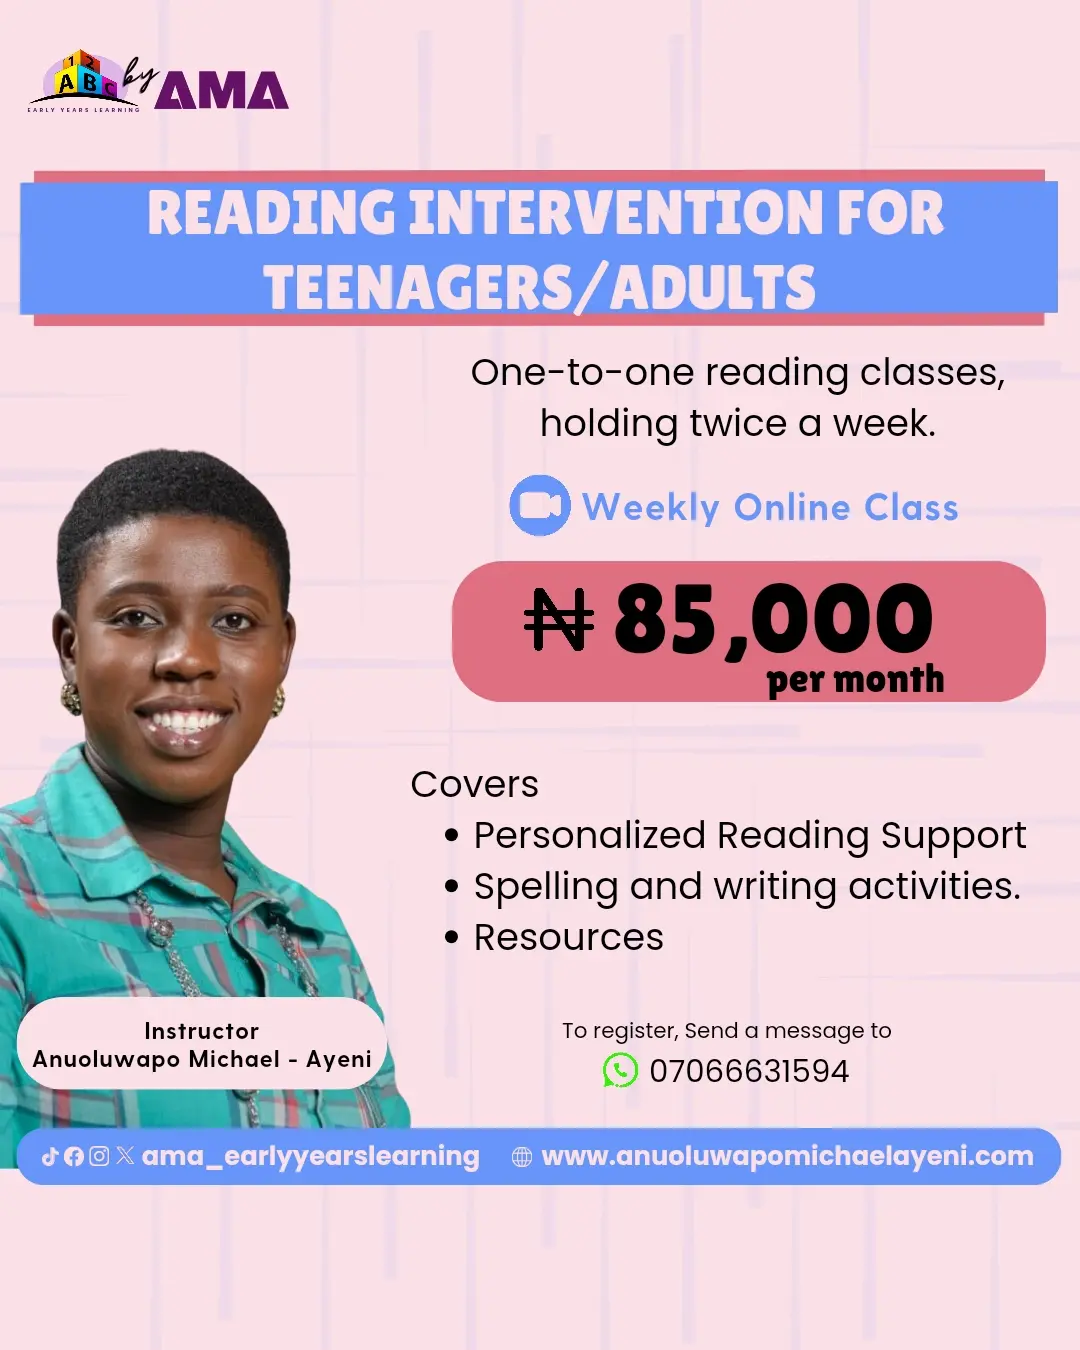 1 2
A B C
by AMA
EARLY YEARS LEARNING
READING INTERVENTION FOR
TEENAGERS/ADULTS
One-to-one reading classes,
holding twice a week.
Weekly Online Class
₦ 85,000
per month
Covers
• Personalized Reading Support
• Spelling and writing activities.
• Resources
Instructor
Anuoluwapo Michael - Ayeni
To register, Send a message to
07066631594
ama_earlyyearslearning
www.anuoluwapomichaelayeni.com